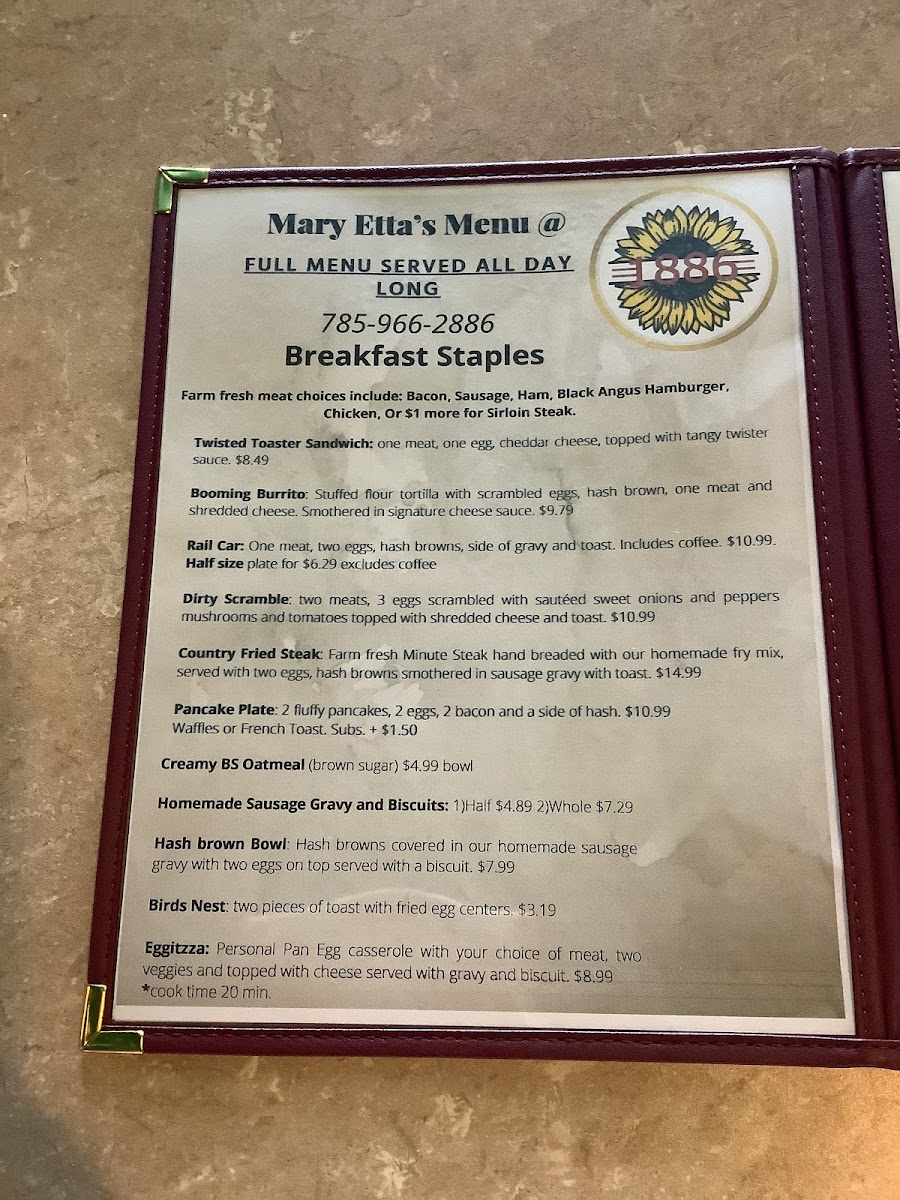 Mary Etta's Menu @
1886
FULL MENU SERVED ALL DAY
LONG
785-966-2886
Breakfast Staples
Farm fresh meat choices include: Bacon, Sausage, Ham, Black Angus Hamburger,
Chicken, Or $1 more for Sirloin Steak.
Twisted Toaster Sandwich: one meat, one egg, cheddar cheese, topped with tangy twister
sauce. $8.49
Booming Burrito: Stuffed flour tortilla with scrambled eggs, hash brown, one meat and
shredded cheese. Smothered in signature cheese sauce. $9.79
Rail Car: One meat, two eggs, hash browns, side of gravy and toast. Includes coffee. $10.99.
Half size plate for $6.29 excludes coffee
Dirty Scramble: two meats, 3 eggs scrambled with sautéed sweet onions and peppers
mushrooms and tomatoes topped with shredded cheese and toast. $10.99
Country Fried Steak: Farm fresh Minute Steak hand breaded with our homemade fry mix,
served with two eggs, hash browns smothered in sausage gravy with toast. $14.99
Pancake Plate: 2 fluffy pancakes, 2 eggs, 2 bacon and a side of hash. $10.99
Waffles or French Toast. Subs. + $1.50
Creamy BS Oatmeal (brown sugar) $4.99 bowl
Homemade Sausage Gravy and Biscuits: 1)Half $4.89 2)Whole $7.29
Hash brown Bowl: Hash browns covered in our homemade sausage
gravy with two eggs on top served with a biscuit. $7.99
Birds Nest: two pieces of toast with fried egg centers. $3.19
Eggitzza: Personal Pan Egg casserole with your choice of meat, two
veggies and topped with cheese served with gravy and biscuit. $8.99
*cook time 20 min.